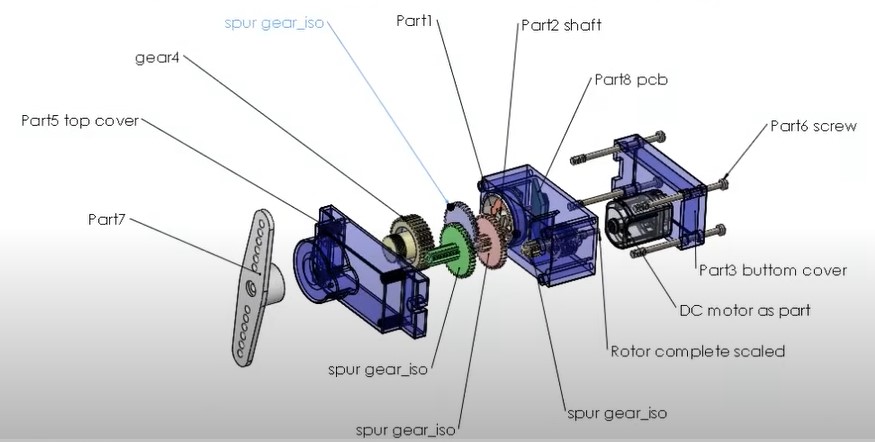 spur gear_iso
Part1
Part2 shaft
gear4
Part8 pcb
Part5 top cover
Part6 screw
Part7
Part3 buttom cover
DC motor as part
Rotor complete scaled
spur gear_iso
spur gear_iso
spur gear_iso